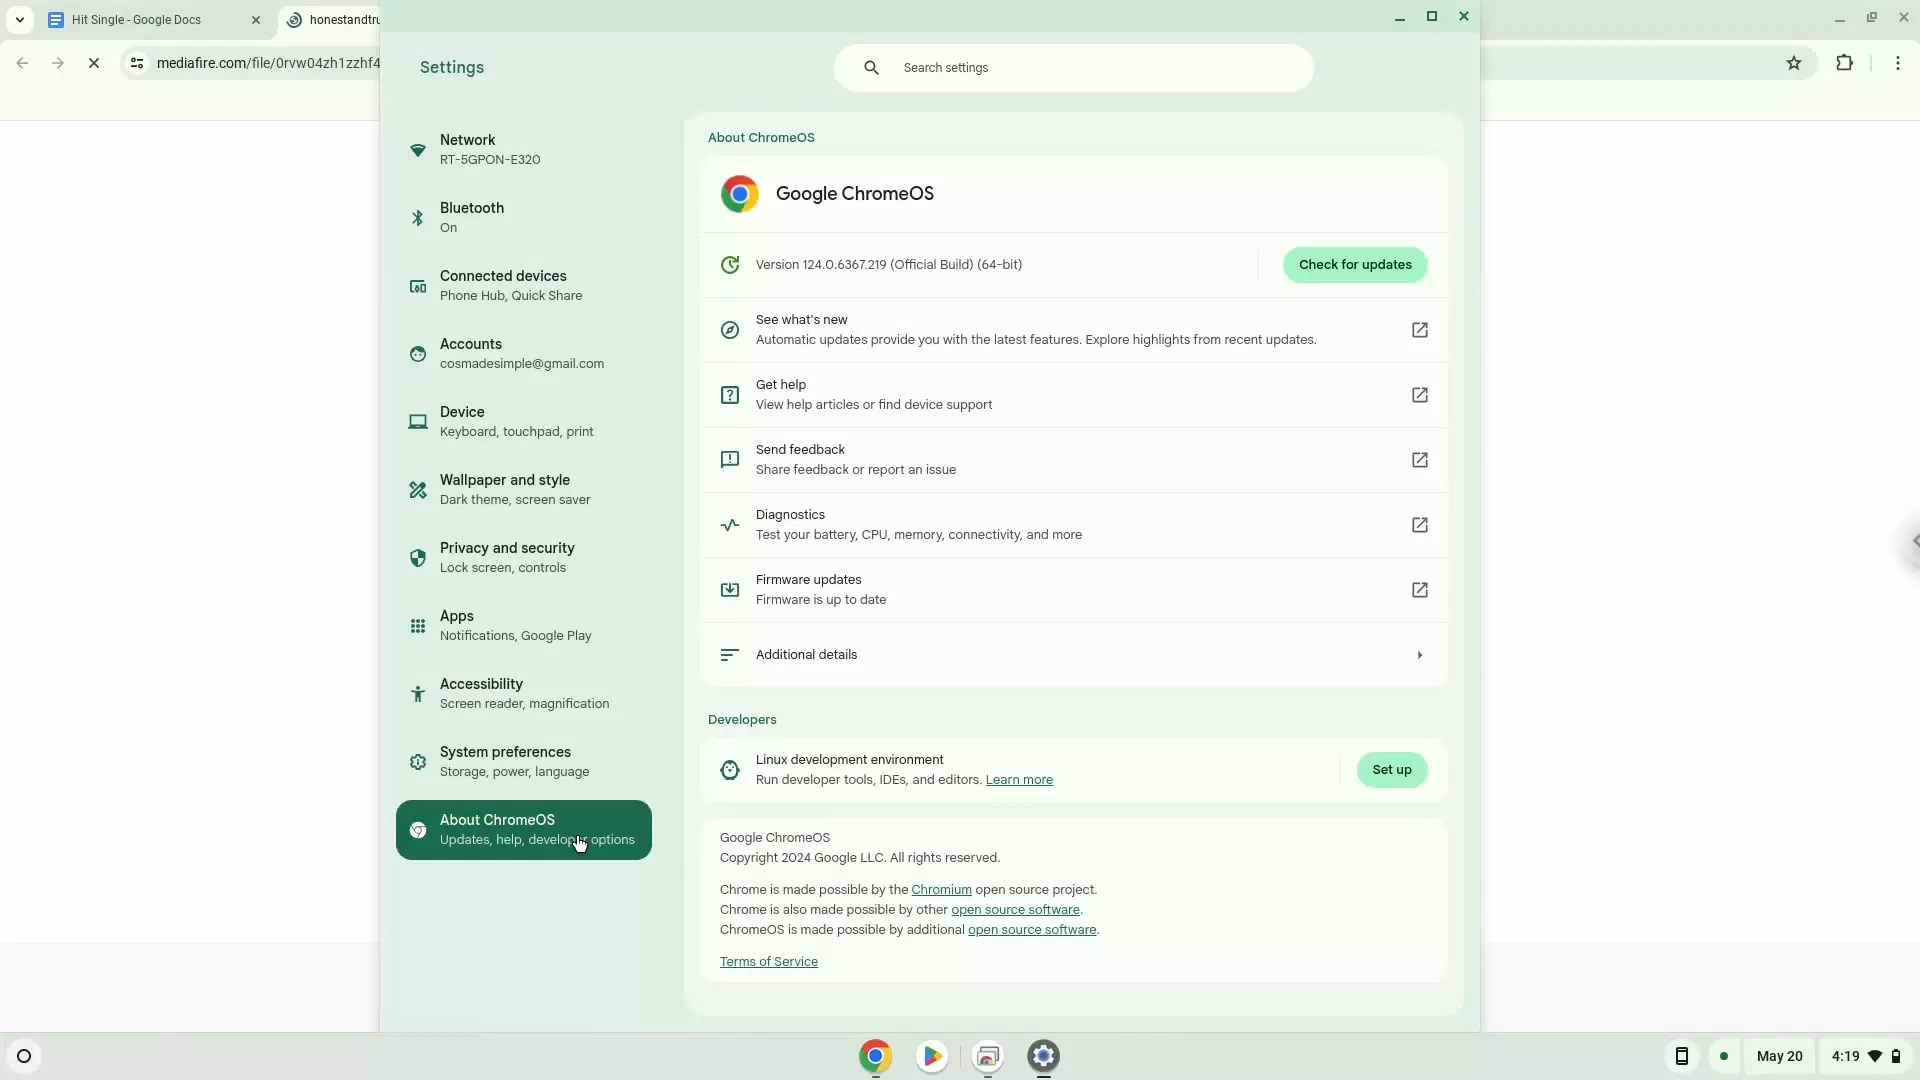 Hit Single - Google Docs
honestandtru
mediafire.com/file/0rvw04zh1zzhf4
Settings
Search settings
Network
RT-5GPON-E320
Bluetooth
On
Connected devices
Phone Hub, Quick Share
Accounts
cosmadesimple@gmail.com
Device
Keyboard, touchpad, print
Wallpaper and style
Dark theme, screen saver
Privacy and security
Lock screen, controls
Apps
Notifications, Google Play
Accessibility
Screen reader, magnification
System preferences
Storage, power, language
About ChromeOS
Updates, help, developer options
About ChromeOS
Google ChromeOS
Version 124.0.6367.219 (Official Build) (64-bit)
Check for updates
See what's new
Automatic updates provide you with the latest features. Explore highlights from recent updates.
Get help
View help articles or find device support
Send feedback
Share feedback or report an issue
Diagnostics
Test your battery, CPU, memory, connectivity, and more
Firmware updates
Firmware is up to date
Additional details
Developers
Linux development environment
Run developer tools, IDEs, and editors. Learn more
Set up
Google ChromeOS
Copyright 2024 Google LLC. All rights reserved.
Chrome is made possible by the Chromium open source project.
Chrome is also made possible by other open source software.
ChromeOS is made possible by additional open source software.
Terms of Service
May 20
4:19